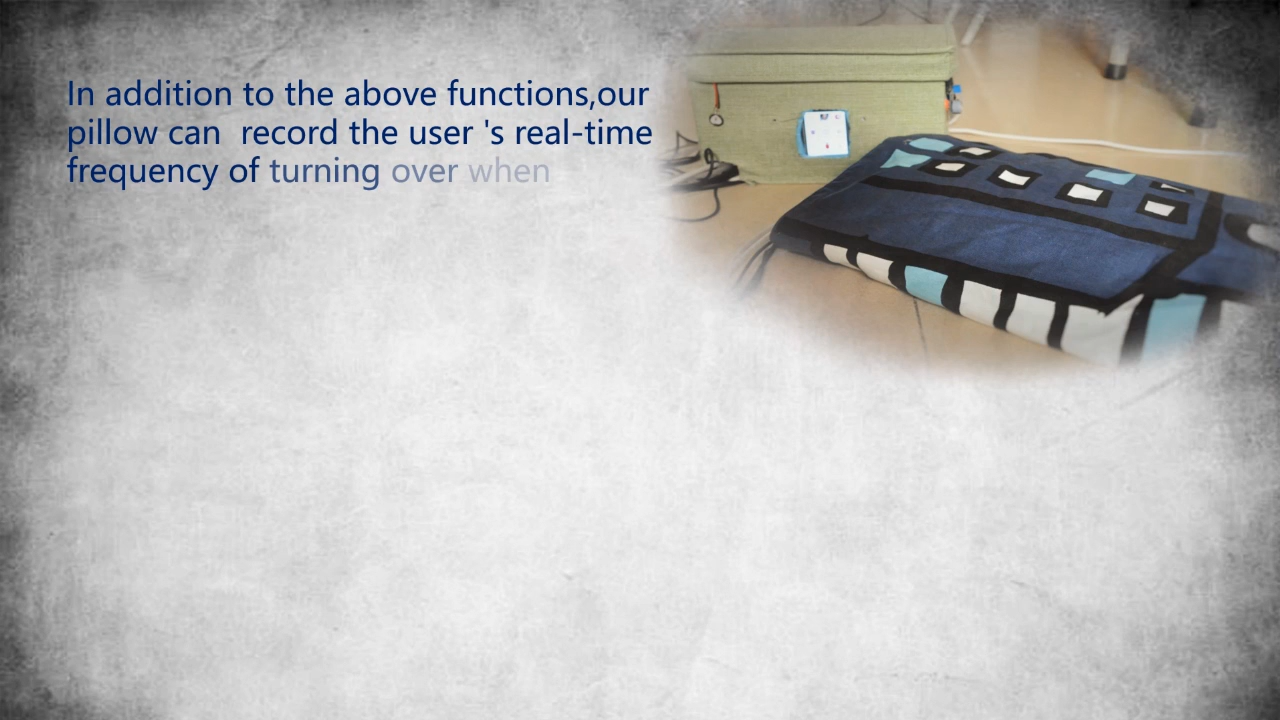 In addition to the above functions,our
pillow can  record the user 's real-time
frequency of turning over when